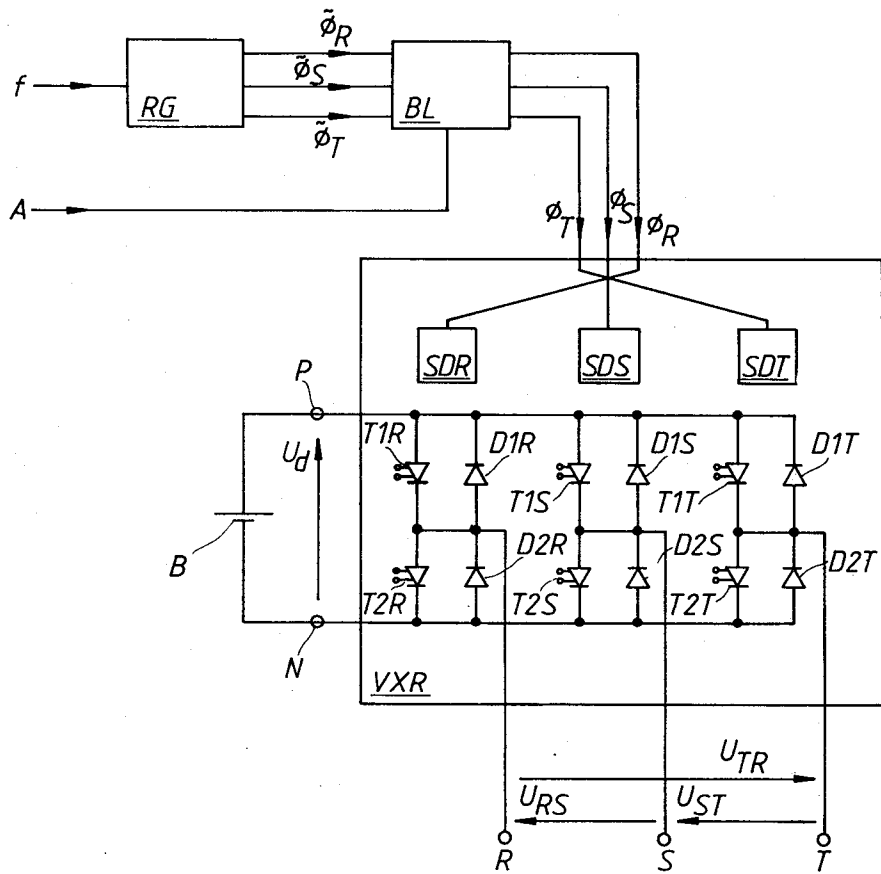 f
RG
ϕ̃R
ϕ̃S
ϕ̃T
BL
A
ϕT
ϕS
ϕR
SDR
SDS
SDT
P
Ud
B
N
T1R
D1R
T1S
D1S
T1T
D1T
T2R
D2R
T2S
D2S
T2T
D2T
VXR
UTR
URS
UST
R
S
T